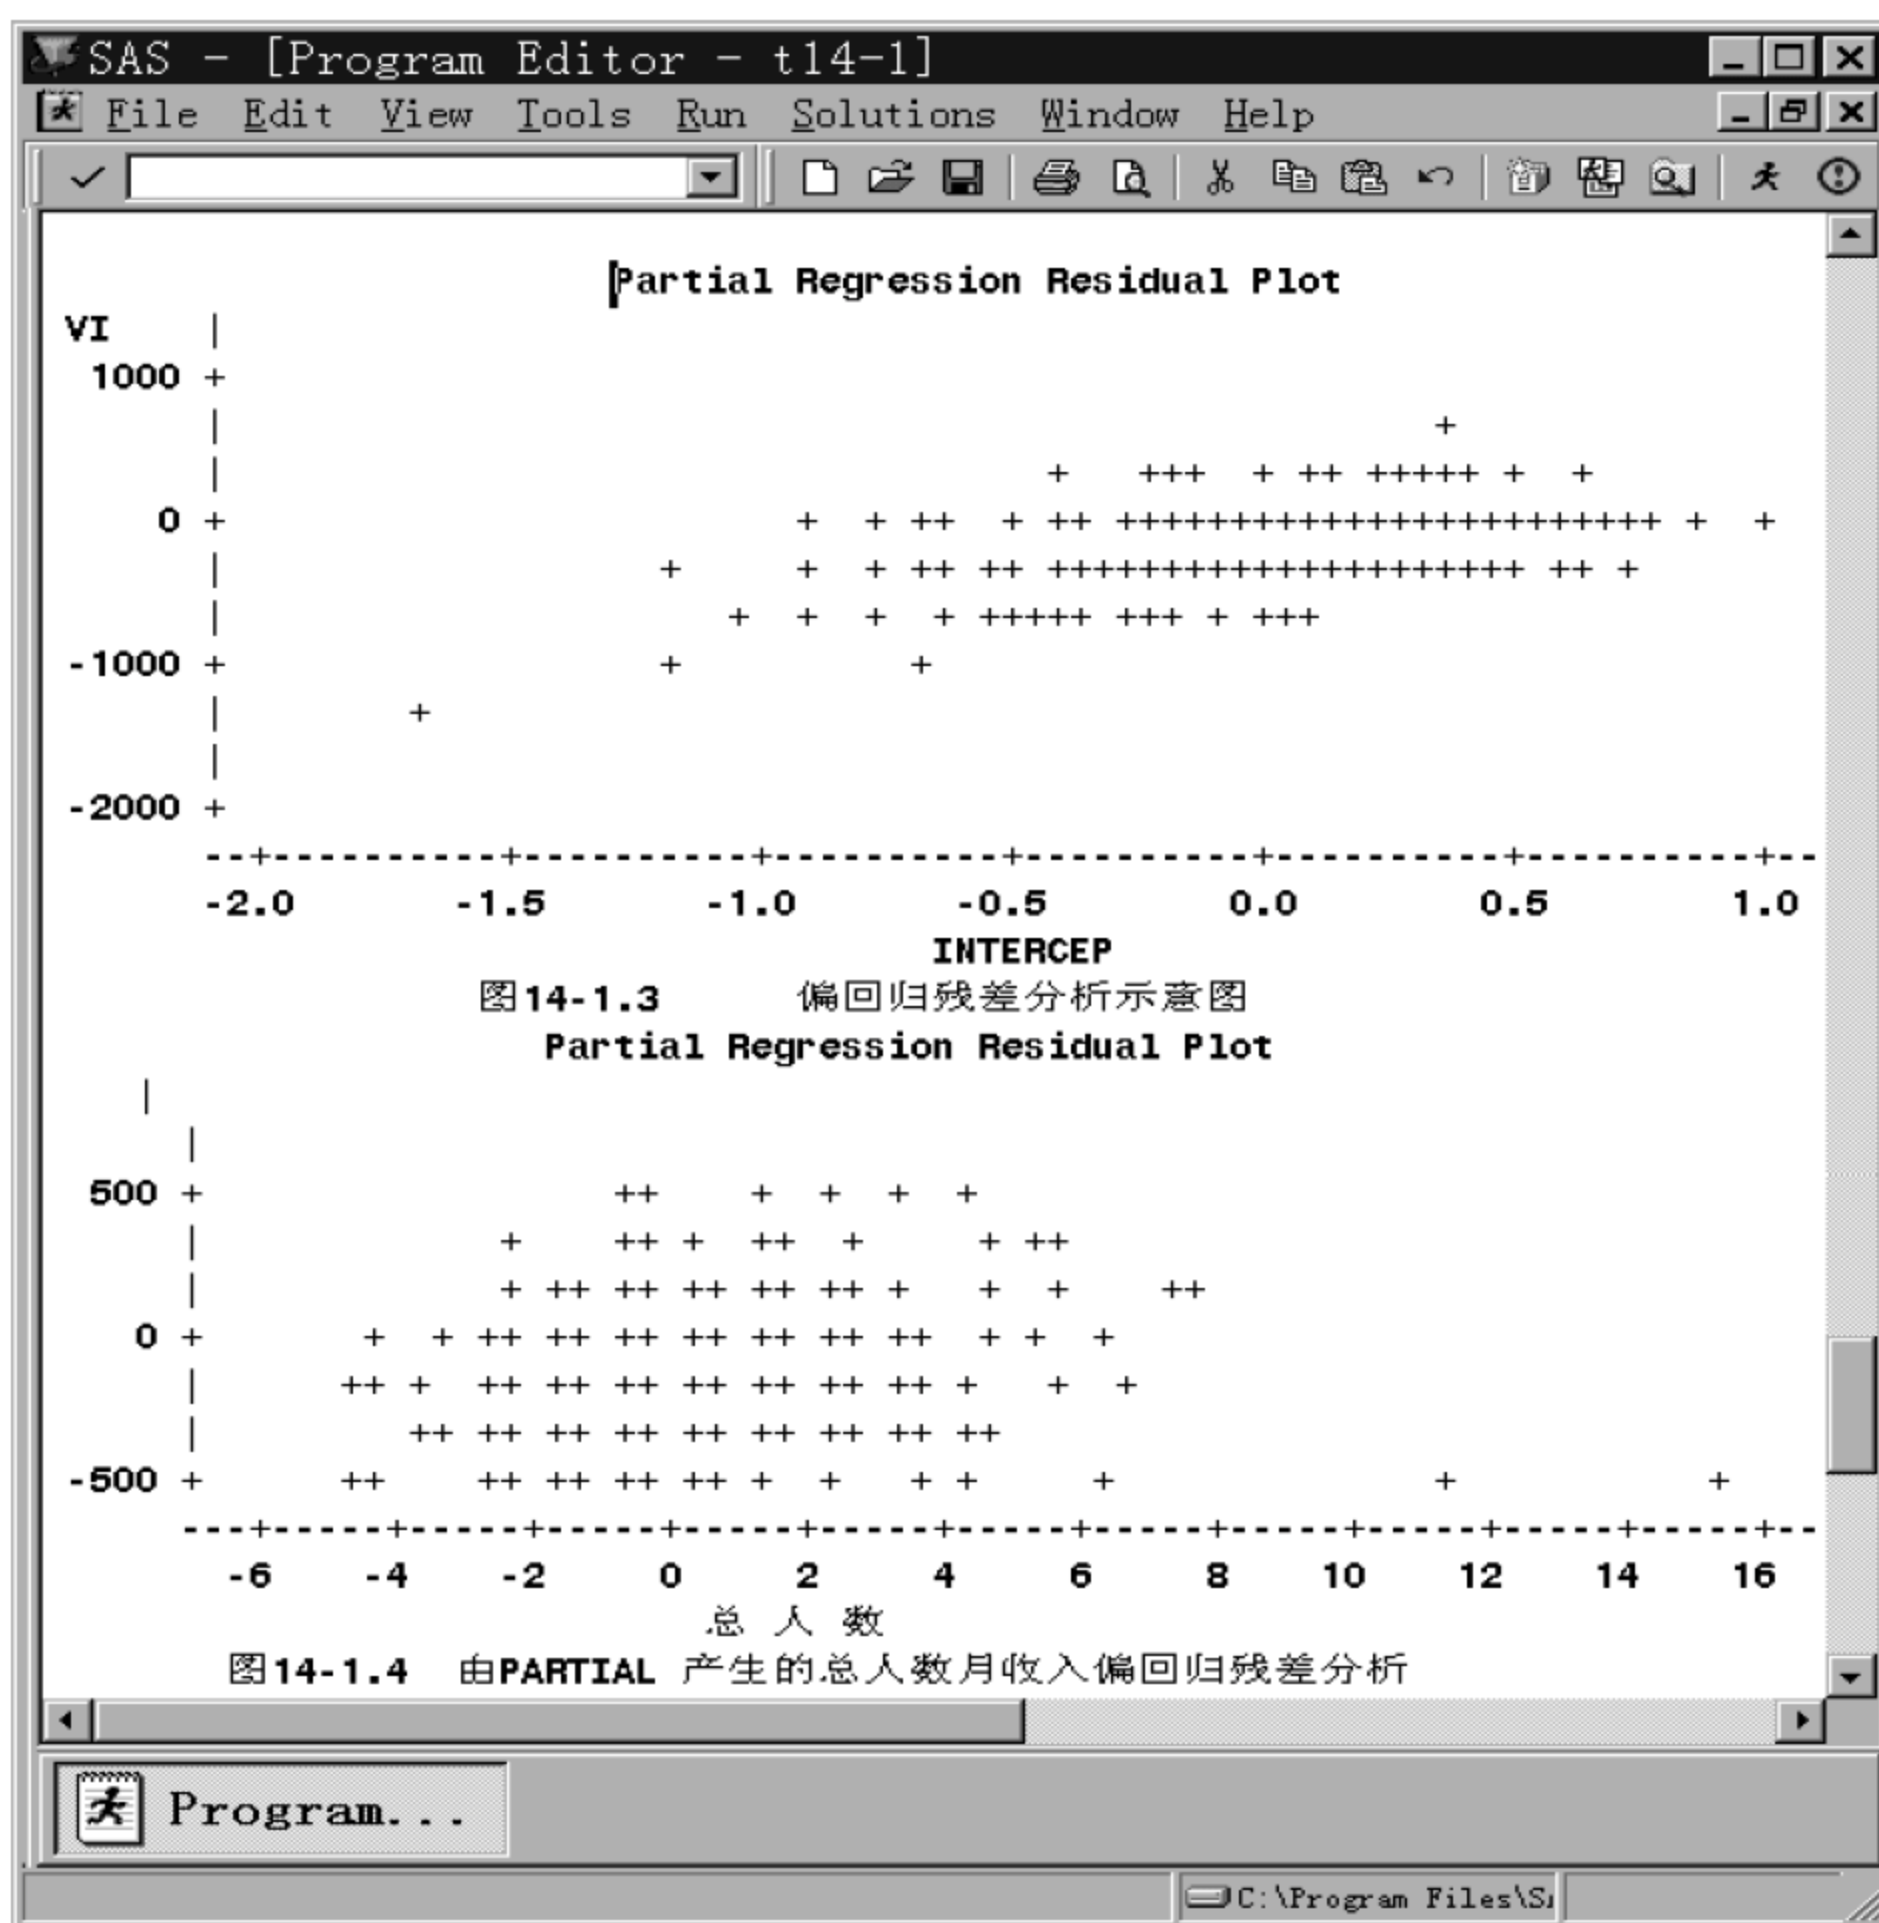 SAS - [Program Editor - t14-1]
File Edit View Tools Run Solutions Window Help
Partial Regression Residual Plot
VI |
1000 +
| +
| + +++ + ++ +++++ + +
0 + + + ++ + ++ ++++++++++++++++++++++++ + +
| + + + ++ ++ +++++++++++++++++++++ ++ +
| + + + + +++++ +++ + +++
-1000 + + +
| +
|
-2000 +
--+----------+----------+----------+----------+----------+----------+--
-2.0 -1.5 -1.0 -0.5 0.0 0.5 1.0
INTERCEP
图14-1.3 偏回归残差分析示意图
Partial Regression Residual Plot
|
|
500 + ++ + + + +
| + ++ + ++ + + ++
| + ++ ++ ++ ++ ++ + + + ++
0 + + + ++ ++ ++ ++ ++ ++ ++ + + +
| ++ + ++ ++ ++ ++ ++ ++ ++ + + +
| ++ ++ ++ ++ ++ ++ ++ ++ ++
-500 + ++ ++ ++ ++ ++ + + + + + + +
---+-----+-----+-----+-----+-----+-----+-----+-----+-----+-----+-----+--
-6 -4 -2 0 2 4 6 8 10 12 14 16
总 人 数
图14-1.4 由PARTIAL 产生的总人数月收入偏回归残差分析
Program...
C:\Program Files\S